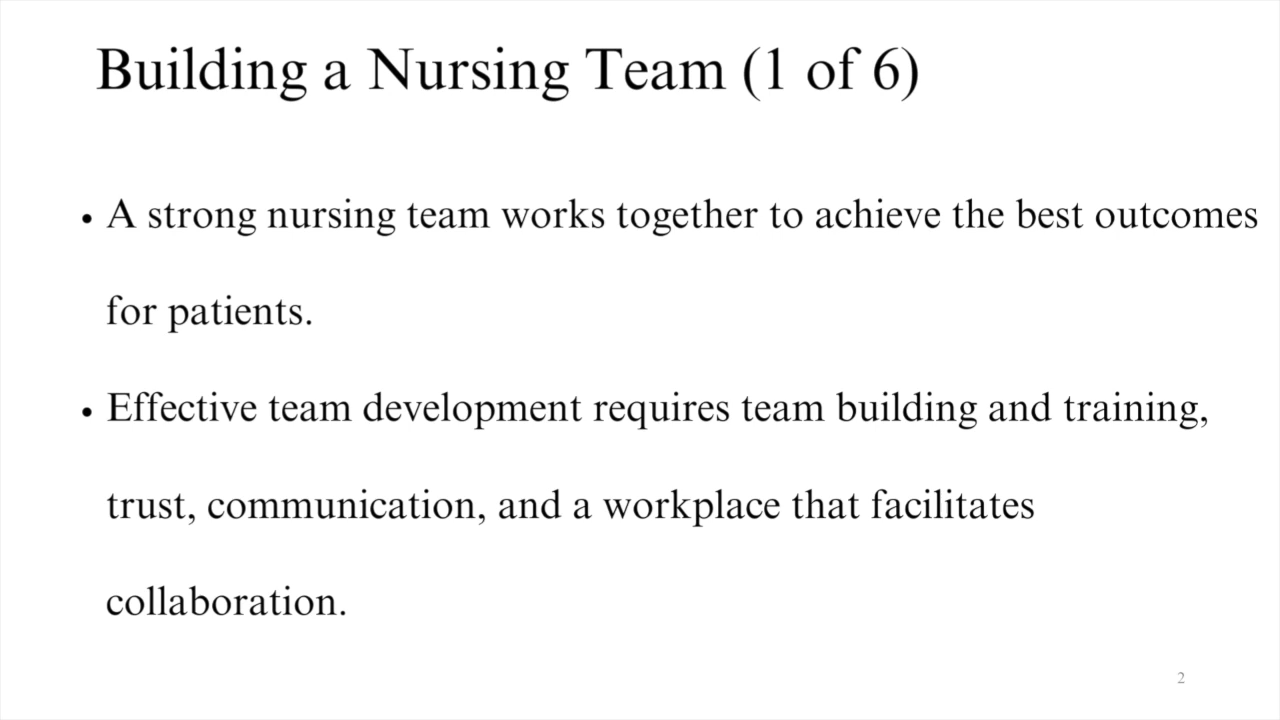 Building a Nursing Team (1 of 6)
• A strong nursing team works together to achieve the best outcomes
for patients.
• Effective team development requires team building and training,
trust, communication, and a workplace that facilitates
collaboration.
2